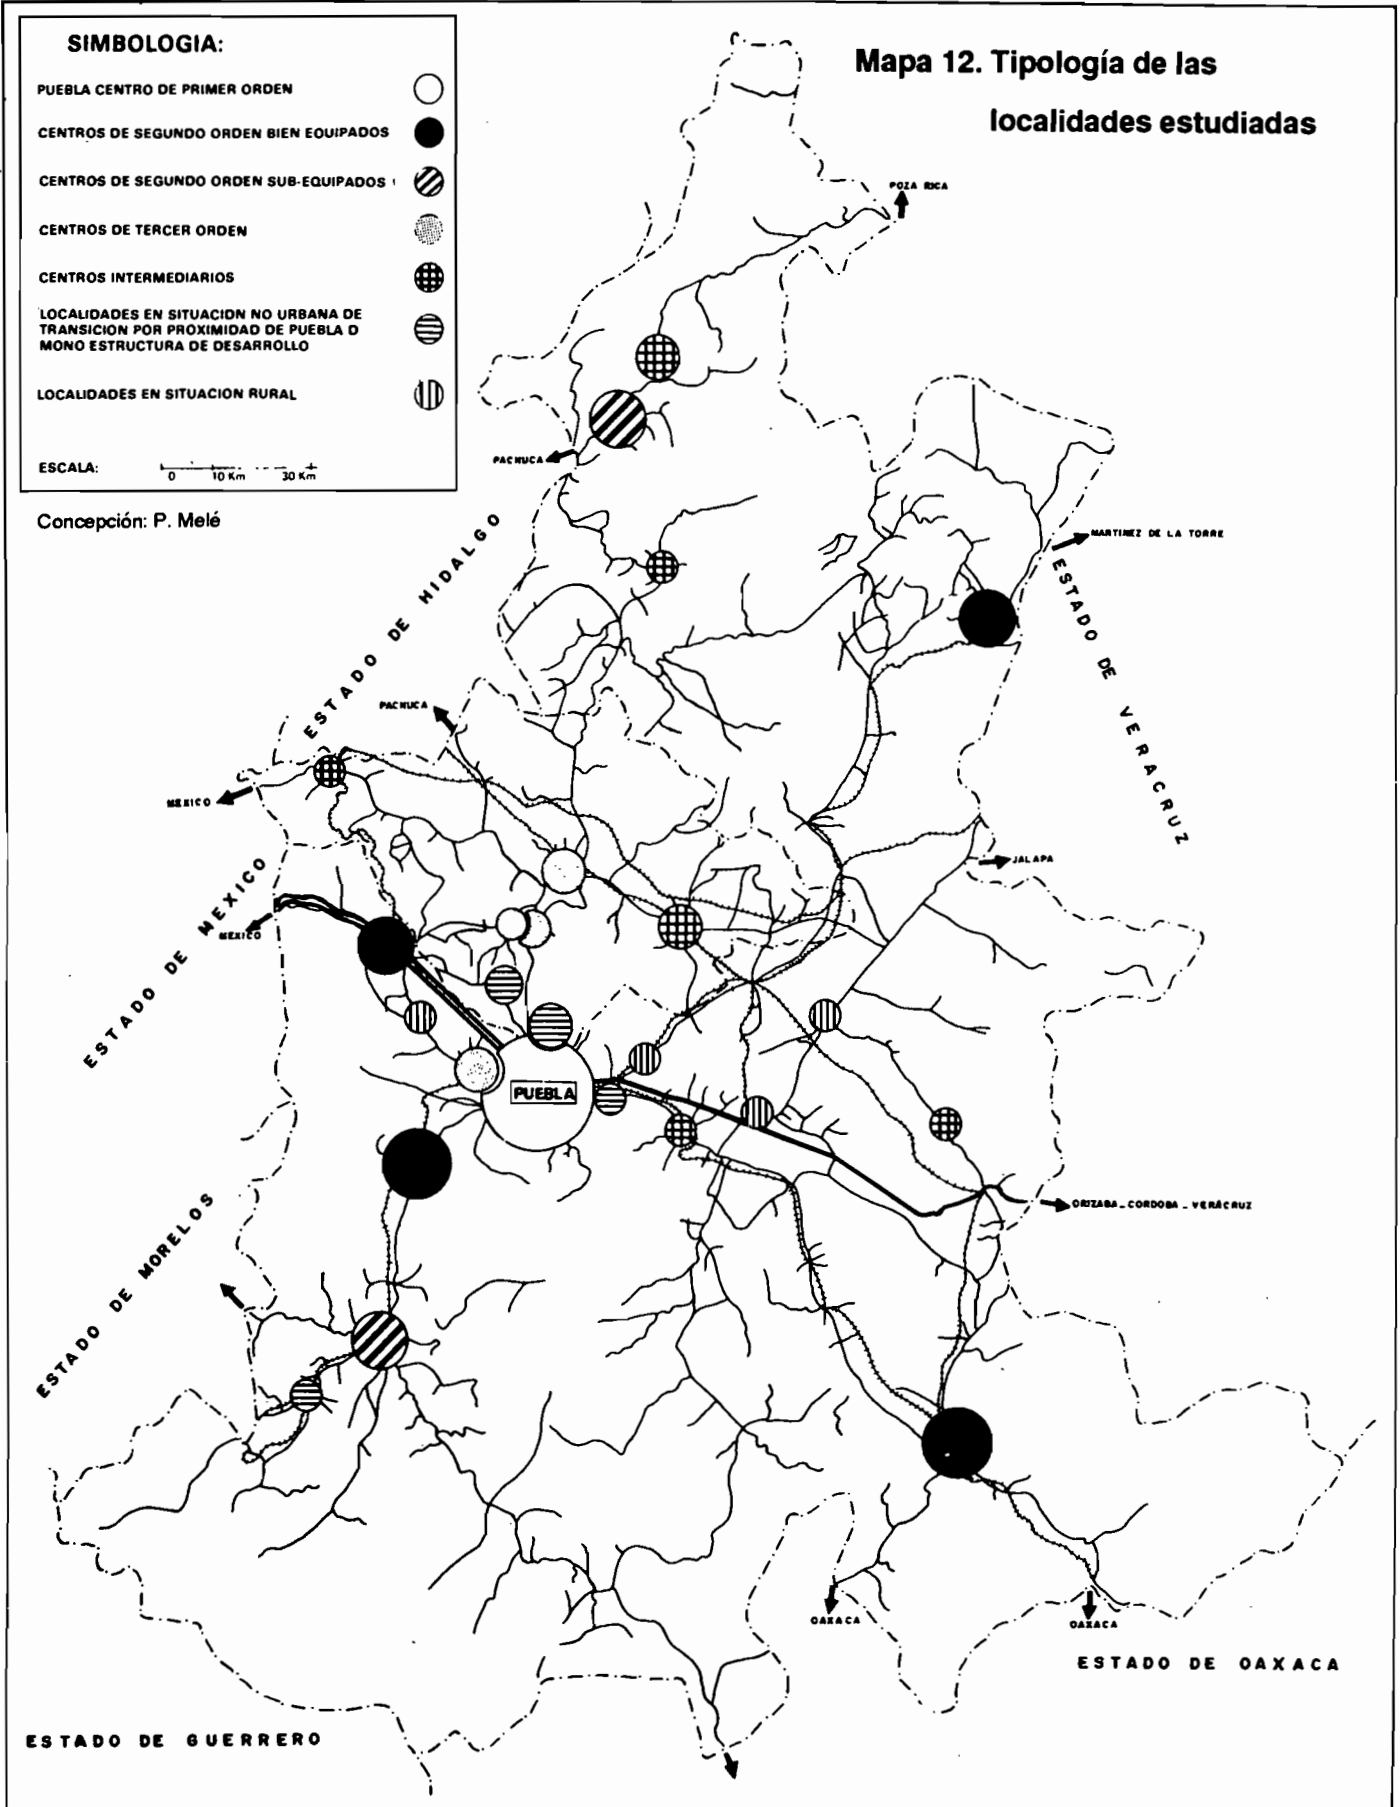 SIMBOLOGIA:
PUEBLA CENTRO DE PRIMER ORDEN
CENTROS DE SEGUNDO ORDEN BIEN EQUIPADOS
CENTROS DE SEGUNDO ORDEN SUB-EQUIPADOS
CENTROS DE TERCER ORDEN
CENTROS INTERMEDIARIOS
LOCALIDADES EN SITUACION NO URBANA DE
TRANSICION POR PROXIMIDAD DE PUEBLA O
MONO ESTRUCTURA DE DESARROLLO
LOCALIDADES EN SITUACION RURAL
ESCALA:
0 10 Km 30 Km
Concepción: P. Melé
Mapa 12. Tipología de las
localidades estudiadas
POZA RICA
PACHUCA
MARTINEZ DE LA TORRE
ESTADO DE HIDALGO
ESTADO DE VERACRUZ
PACHUCA
MEXICO
JALAPA
MEXICO
ESTADO DE MEXICO
PUEBLA
ORIZABA_CORDOBA_VERACRUZ
ESTADO DE MORELOS
OAXACA
OAXACA
ESTADO DE OAXACA
ESTADO DE GUERRERO